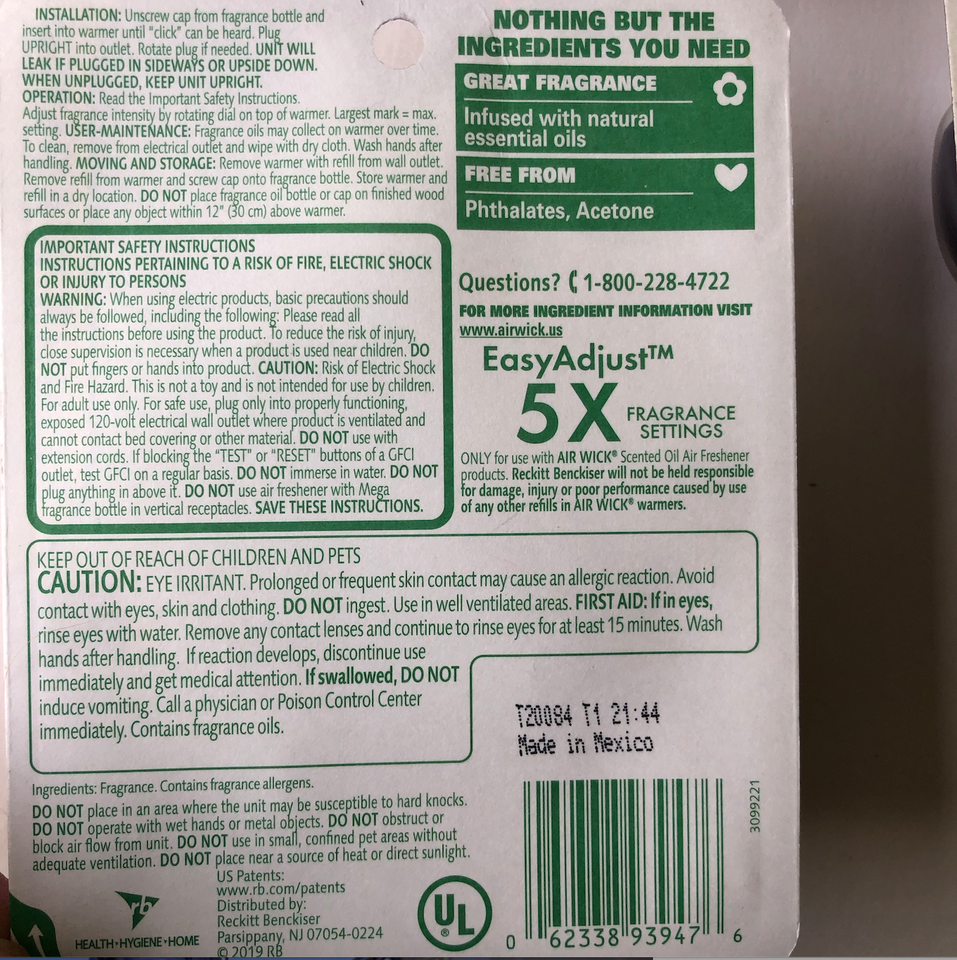 INSTALLATION: Unscrew cap from fragrance bottle and
insert into warmer until "click" can be heard. Plug
UPRIGHT into outlet. Rotate plug if needed. UNIT WILL
LEAK IF PLUGGED IN SIDEWAYS OR UPSIDE DOWN.
WHEN UNPLUGGED, KEEP UNIT UPRIGHT.
OPERATION: Read the Important Safety Instructions.
Adjust fragrance intensity by rotating dial on top of warmer. Largest mark = max.
setting. USER-MAINTENANCE: Fragrance oils may collect on warmer over time.
To clean, remove from electrical outlet and wipe with dry cloth. Wash hands after
handling. MOVING AND STORAGE: Remove warmer with refill from wall outlet.
Remove refill from warmer and screw cap onto fragrance bottle. Store warmer and
refill in a dry location. DO NOT place fragrance oil bottle or cap on finished wood
surfaces or place any object within 12" (30 cm) above warmer.
NOTHING BUT THE
INGREDIENTS YOU NEED
GREAT FRAGRANCE
Infused with natural
essential oils
FREE FROM
Phthalates, Acetone
IMPORTANT SAFETY INSTRUCTIONS
INSTRUCTIONS PERTAINING TO A RISK OF FIRE, ELECTRIC SHOCK
OR INJURY TO PERSONS
WARNING: When using electric products, basic precautions should
always be followed, including the following: Please read all
the instructions before using the product. To reduce the risk of injury,
close supervision is necessary when a product is used near children. DO
NOT put fingers or hands into product. CAUTION: Risk of Electric Shock
and Fire Hazard. This is not a toy and is not intended for use by children.
For adult use only. For safe use, plug only into properly functioning,
exposed 120-volt electrical wall outlet where product is ventilated and
cannot contact bed covering or other material. DO NOT use with
extension cords. If blocking the "TEST" or "RESET" buttons of a GFCI
outlet, test GFCI on a regular basis. DO NOT immerse in water. DO NOT
plug anything in above it. DO NOT use air freshener with Mega
fragrance bottle in vertical receptacles. SAVE THESE INSTRUCTIONS.
Questions? 1-800-228-4722
FOR MORE INGREDIENT INFORMATION VISIT
www.airwick.us
EasyAdjust™
5X FRAGRANCE
SETTINGS
ONLY for use with AIR WICK® Scented Oil Air Freshener
products. Reckitt Benckiser will not be held responsible
for damage, injury or poor performance caused by use
of any other refills in AIR WICK® warmers.
KEEP OUT OF REACH OF CHILDREN AND PETS
CAUTION: EYE IRRITANT. Prolonged or frequent skin contact may cause an allergic reaction. Avoid
contact with eyes, skin and clothing. DO NOT ingest. Use in well ventilated areas. FIRST AID: If in eyes,
rinse eyes with water. Remove any contact lenses and continue to rinse eyes for at least 15 minutes. Wash
hands after handling. If reaction develops, discontinue use
immediately and get medical attention. If swallowed, DO NOT
induce vomiting. Call a physician or Poison Control Center
immediately. Contains fragrance oils.
T20084 T1 21:44
Made in Mexico
Ingredients: Fragrance. Contains fragrance allergens.
DO NOT place in an area where the unit may be susceptible to hard knocks.
DO NOT operate with wet hands or metal objects. DO NOT obstruct or
block air flow from unit. DO NOT use in small, confined pet areas without
adequate ventilation. DO NOT place near a source of heat or direct sunlight.
rb
HEALTH•HYGIENE•HOME
US Patents:
www.rb.com/patents
Distributed by:
Reckitt Benckiser
Parsippany, NJ 07054-0224
© 2019 RB
UL
®
3099221
0 62338 93947 6